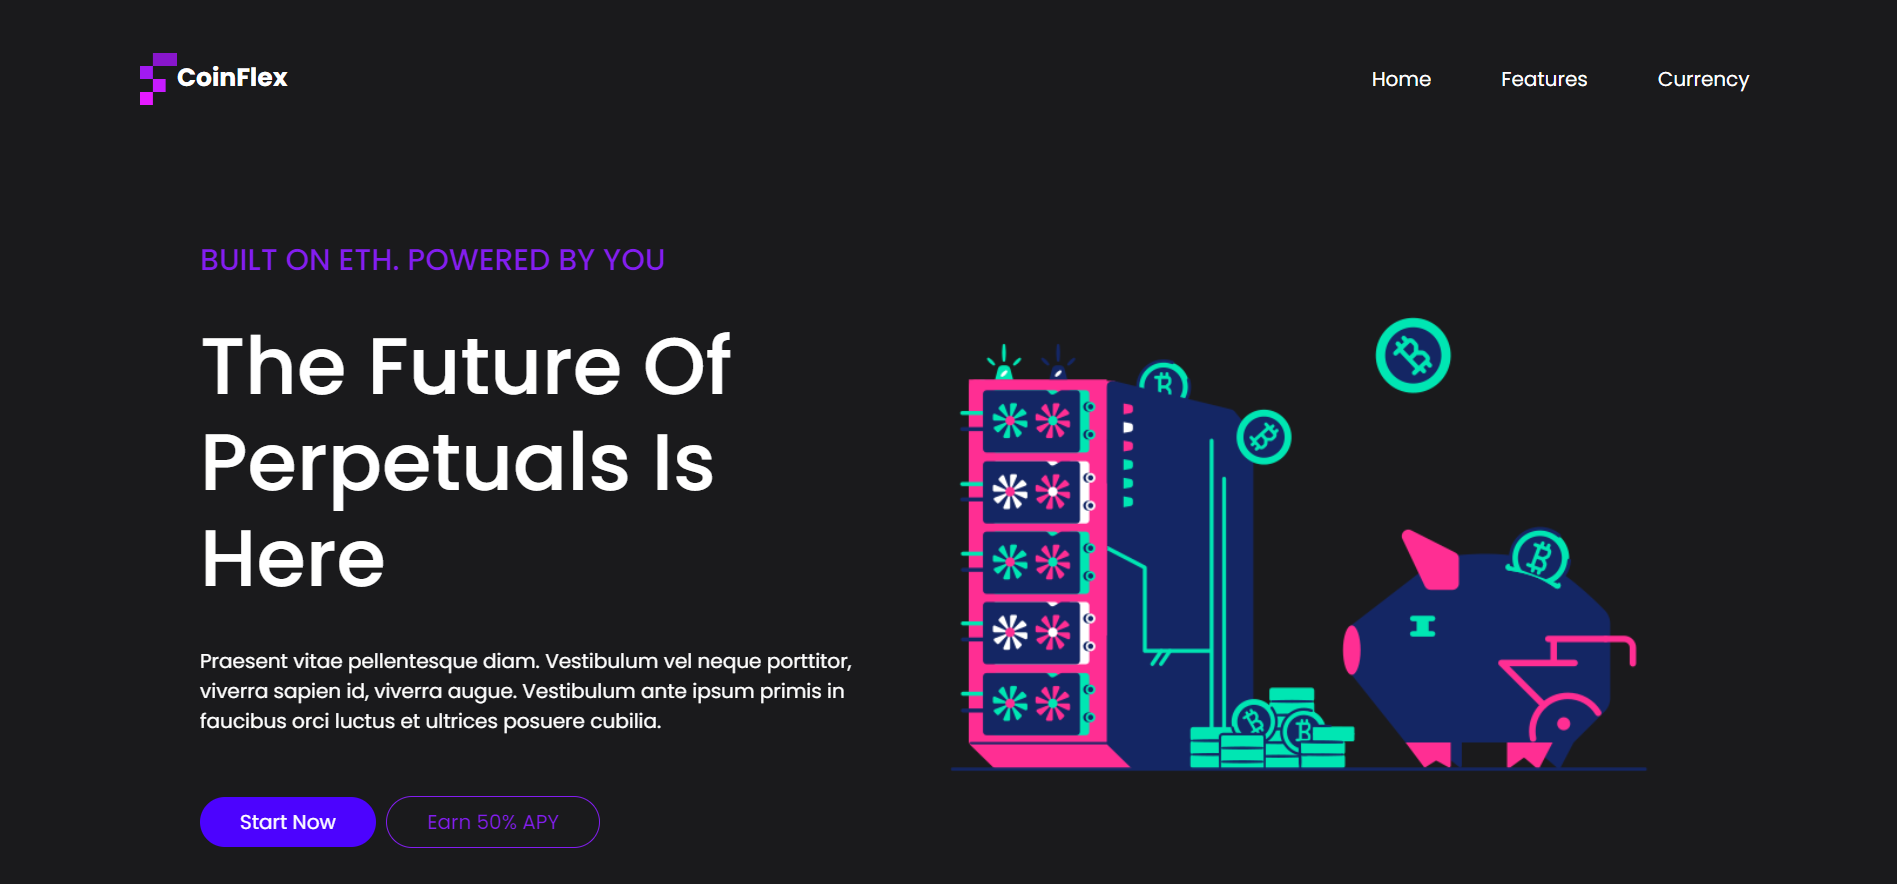 CoinFlex
Home
Features
Currency
BUILT ON ETH. POWERED BY YOU
The Future Of
Perpetuals Is
Here
Praesent vitae pellentesque diam. Vestibulum vel neque porttitor,
viverra sapien id, viverra augue. Vestibulum ante ipsum primis in
faucibus orci luctus et ultrices posuere cubilia.
Start Now
Earn 50% APY